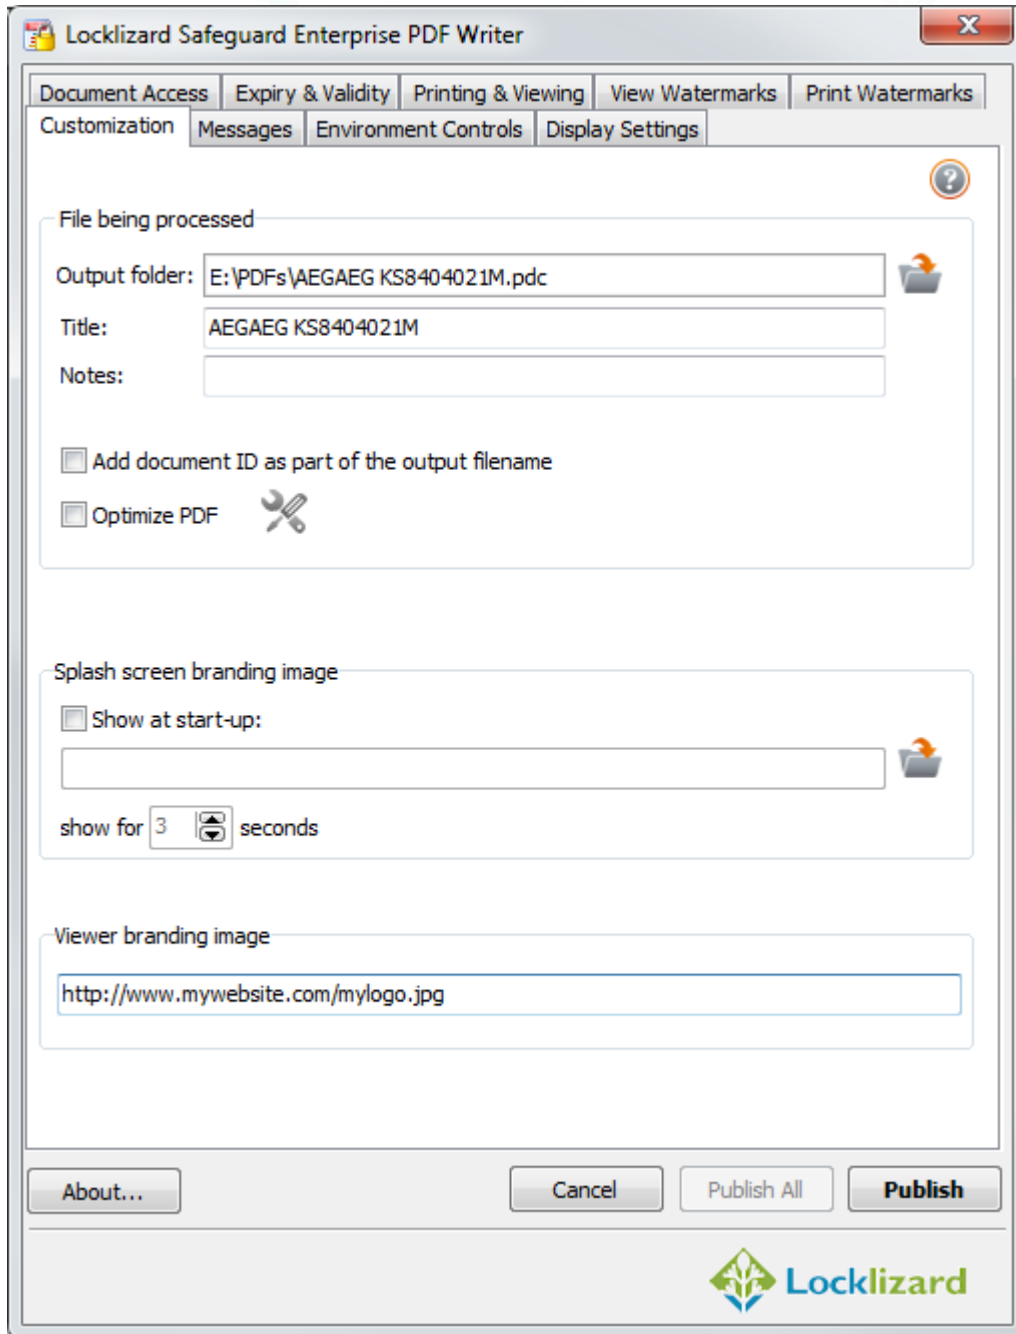 Locklizard Safeguard Enterprise PDF Writer
x
Document Access Expiry & Validity Printing & Viewing View Watermarks Print Watermarks
Customization Messages Environment Controls Display Settings
?
File being processed
Output folder: E:\PDFs\AEGAEG KS8404021M.pdc
Title: AEGAEG KS8404021M
Notes:
Add document ID as part of the output filename
Optimize PDF
Splash screen branding image
Show at start-up:
show for 3 seconds
Viewer branding image
http://www.mywebsite.com/mylogo.jpg
About... Cancel Publish All Publish
Locklizard